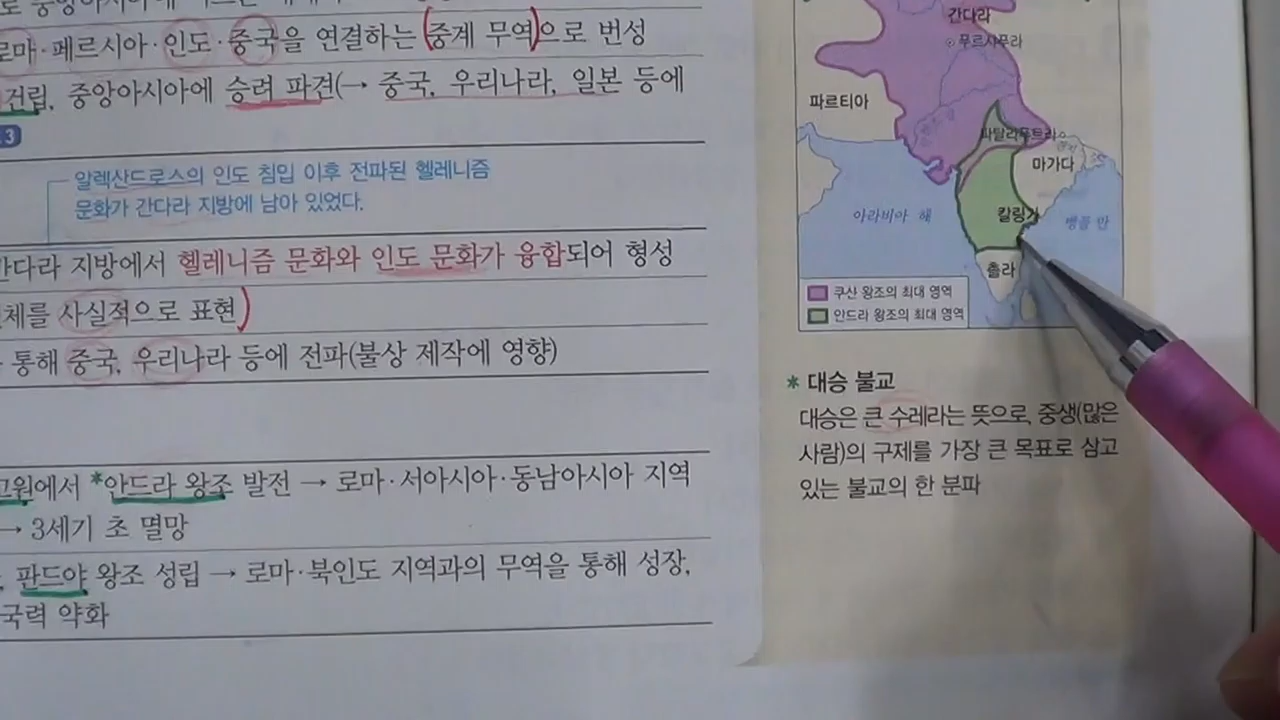 로마·페르시아·인도·중국을 연결하는 (중계 무역)으로 번성
건립, 중앙아시아에 승려 파견(→ 중국, 우리나라, 일본 등에
3
알렉산드로스의 인도 침입 이후 전파된 헬레니즘
문화가 간다라 지방에 남아 있었다.
간다라 지방에서 헬레니즘 문화와 인도 문화가 융합되어 형성
체를 사실적으로 표현)
통해 중국, 우리나라 등에 전파(불상 제작에 영향)
고원에서 *안드라 왕조 발전 → 로마·서아시아·동남아시아 지역
→ 3세기 초 멸망
판드야 왕조 성립 → 로마·북인도 지역과의 무역을 통해 성장,
국력 약화
간다라
푸르샤푸라
파르티아
파탈리푸트라
마가다
아라비아 해
칼링가
벵골 만
촐라
쿠샨 왕조의 최대 영역
안드라 왕조의 최대 영역
* 대승 불교
대승은 큰 수레라는 뜻으로, 중생(많은
사람)의 구제를 가장 큰 목표로 삼고
있는 불교의 한 분파